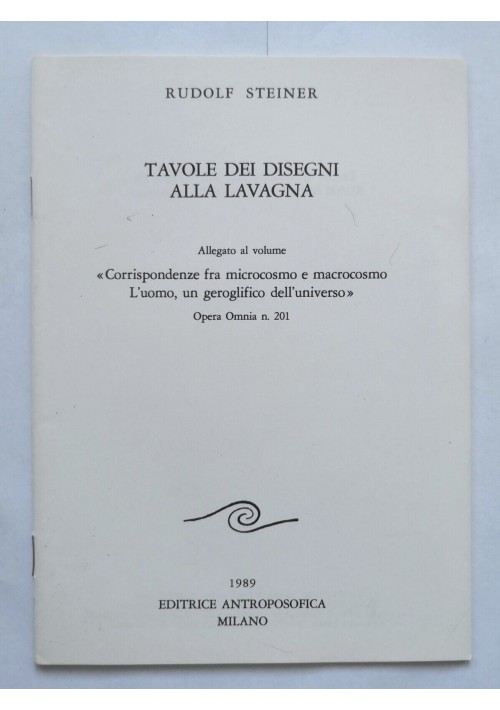 RUDOLF STEINER
TAVOLE DEI DISEGNI
ALLA LAVAGNA
Allegato al volume
«Corrispondenze fra microcosmo e macrocosmo
L'uomo, un geroglifico dell'universo»
Opera Omnia n. 201
1989
EDITRICE ANTROPOSOFICA
MILANO